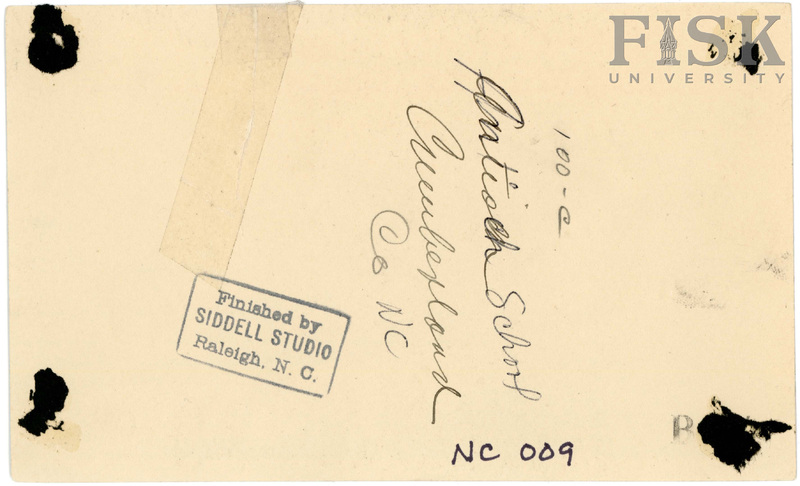 FISK
UNIVERSITY
100-C
Antioch School
Cumberland
Co NC
Finished by
SIDDELL STUDIO
Raleigh, N. C.
NC 009